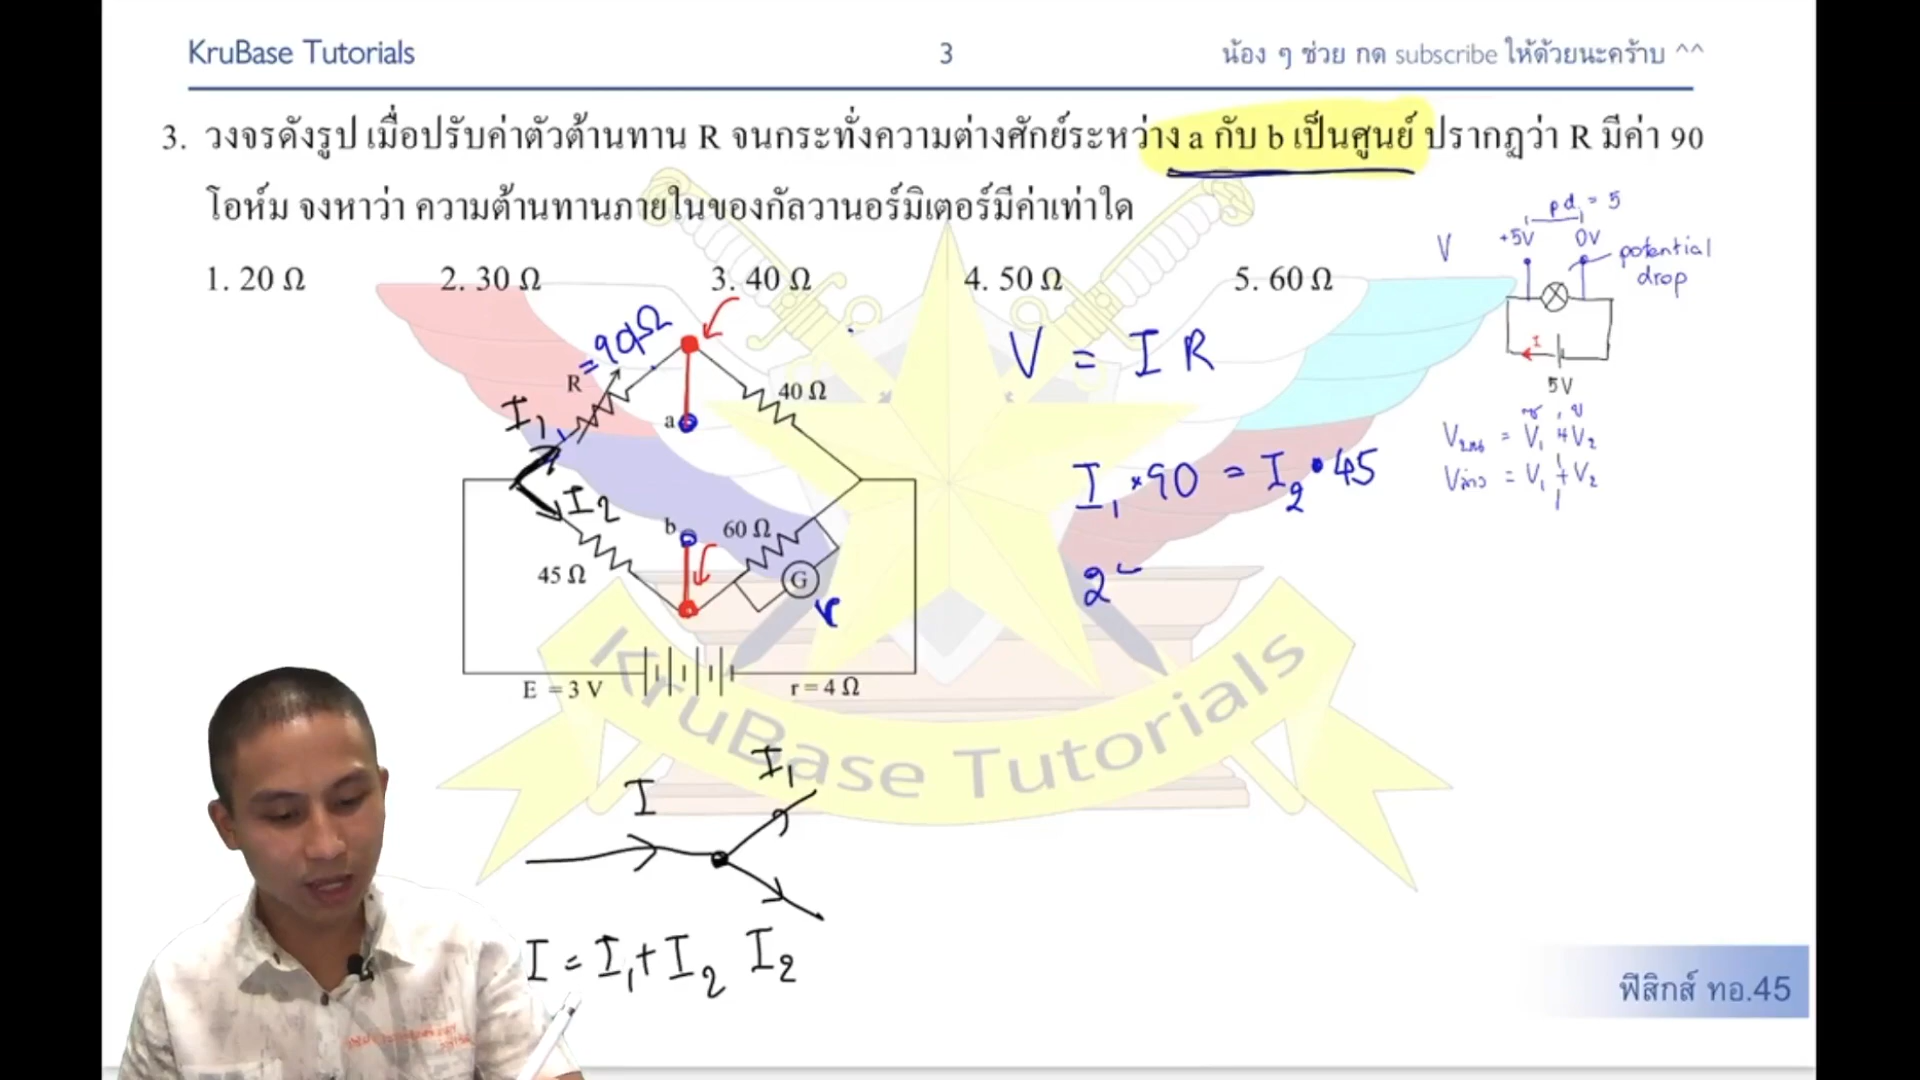 KruBase Tutorials
3
น้อง ๆ ช่วย กด subscribe ให้ด้วยนะคร้าบ ^^
3. วงจรดังรูป เมื่อปรับค่าตัวต้านทาน R จนกระทั่งความต่างศักย์ระหว่าง a กับ b เป็นศูนย์ ปรากฏว่า R มีค่า 90
โอห์ม จงหาว่า ความต้านทานภายในของกัลวานอร์มิเตอร์มีค่าเท่าใด
1. 20 Ω 2. 30 Ω 3. 40 Ω 4. 50 Ω 5. 60 Ω
pd. = 5
+5V 0V
V
potential
drop
I
5V
= V₁ + V₂
= V₁ + V₂
R = 90Ω
40 Ω
I₁
a
I₂
b
60 Ω
45 Ω
G
r
E = 3 V
r = 4 Ω
V = I R
I₁ × 90 = I₂ • 45
2
I
I₁
I = I₁ + I₂
I₂
KruBase Tutorials
ฟิสิกส์ ทอ.45